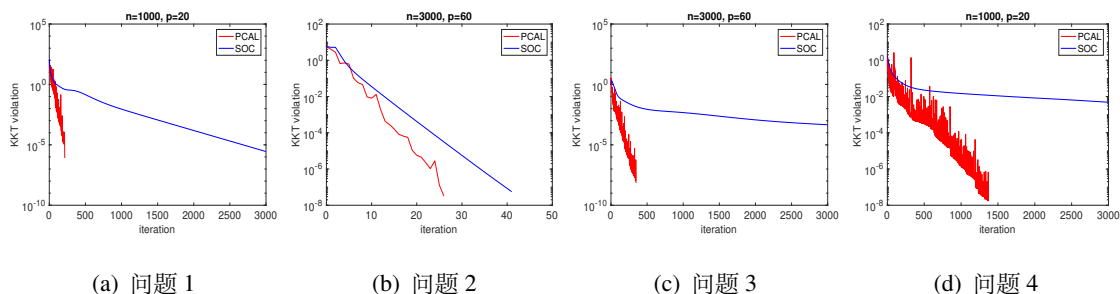 n=1000, p=20
PCAL
SOC
KKT violation
10^5
10^0
10^-5
10^-10
0 500 1000 1500 2000 2500 3000
iteration
(a) 问题 1
n=3000, p=60
PCAL
SOC
KKT violation
10^2
10^0
10^-2
10^-4
10^-6
10^-8
0 10 20 30 40 50
iteration
(b) 问题 2
n=3000, p=60
PCAL
SOC
KKT violation
10^5
10^0
10^-5
10^-10
0 500 1000 1500 2000 2500 3000
iteration
(c) 问题 3
n=1000, p=20
PCAL
SOC
KKT violation
10^4
10^2
10^0
10^-2
10^-4
10^-6
10^-8
0 500 1000 1500 2000 2500 3000
iteration
(d) 问题 4